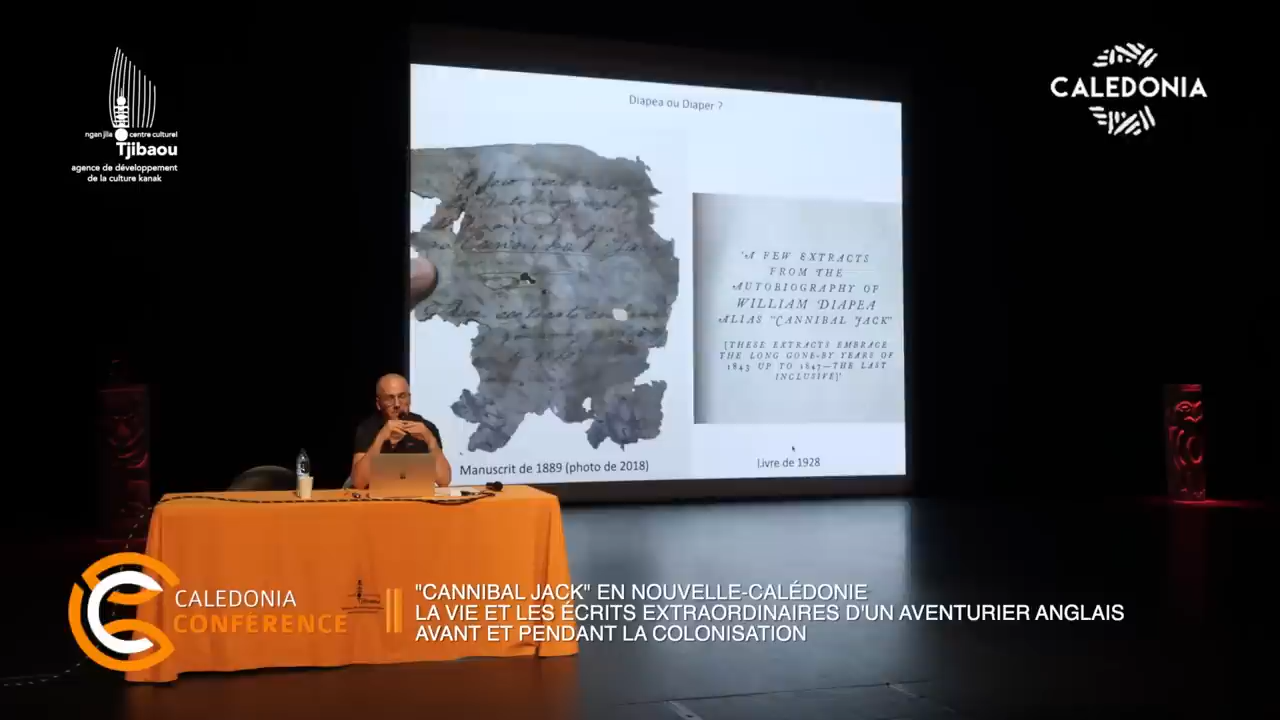 ngan jila centre culturel
Tjibaou
agence de développement
de la culture kanak
CALEDONIA
Diapea ou Diaper ?
"A FEW EXTRACTS
FROM THE
AUTOBIOGRAPHY OF
WILLIAM DIAPEA
ALIAS "CANNIBAL JACK"
[THESE EXTRACTS EMBRACE
THE LONG GONE-BY YEARS OF
1843 UP TO 1847—THE LAST
INCLUSIVE]'
Manuscrit de 1889 (photo de 2018)
Livre de 1928
CALEDONIA
CONFÉRENCE
"CANNIBAL JACK" EN NOUVELLE-CALÉDONIE
LA VIE ET LES ÉCRITS EXTRAORDINAIRES D'UN AVENTURIER ANGLAIS
AVANT ET PENDANT LA COLONISATION